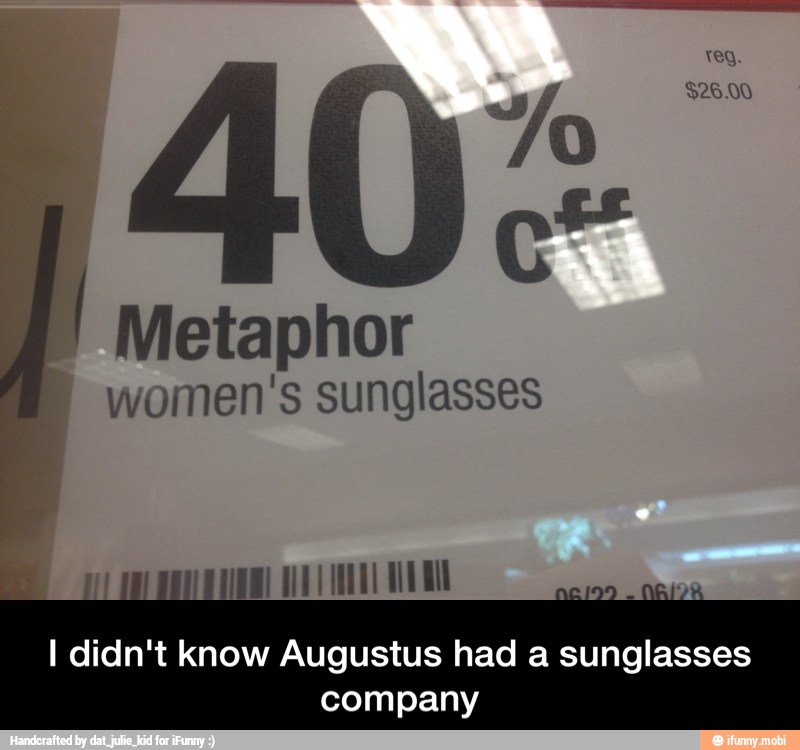 40% off
reg.
$26.00
Metaphor
women's sunglasses
06/22 - 06/28
I didn't know Augustus had a sunglasses
company
Handcrafted by dat_julie_kid for iFunny :)
ifunny.mobi